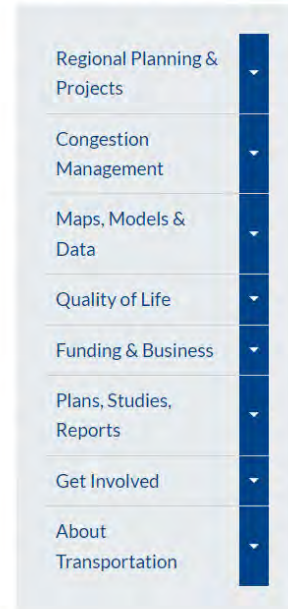 Regional Planning &
Projects
Congestion
Management
Maps, Models &
Data
Quality of Life
Funding & Business
Plans, Studies,
Reports
Get Involved
About
Transportation